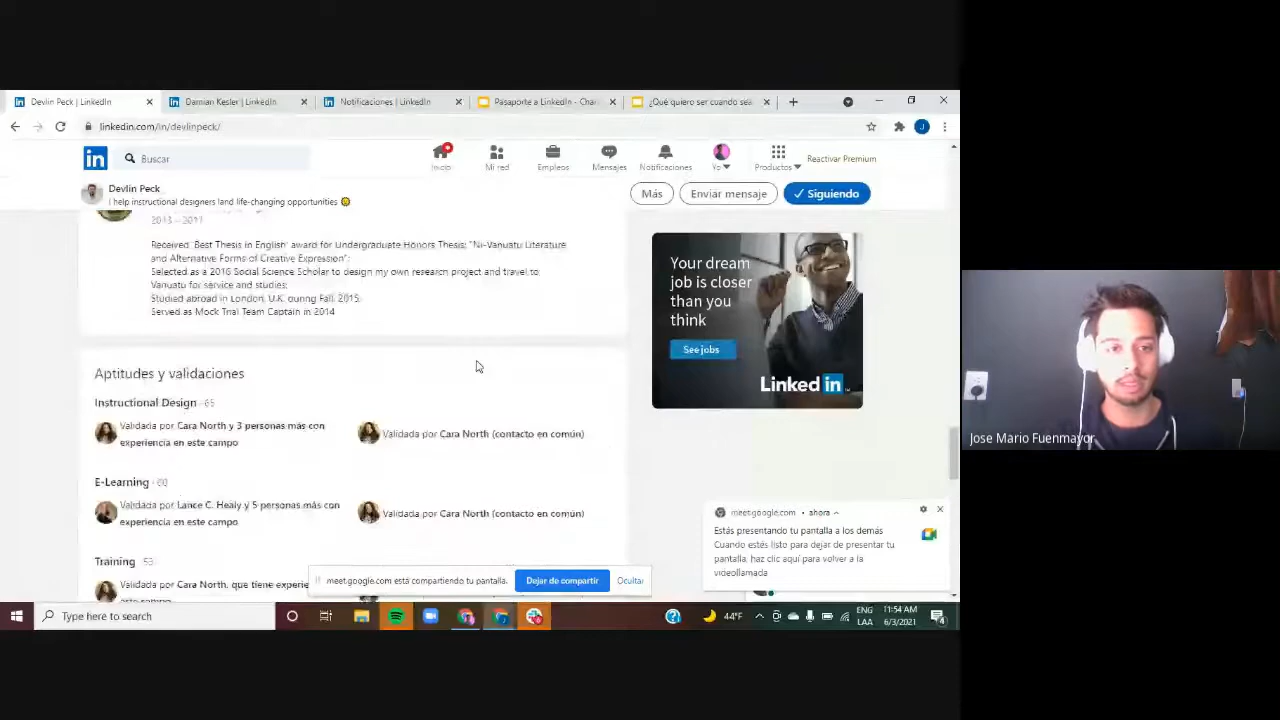 Devlin Peck | LinkedIn
Damian Kesler | LinkedIn
Notificaciones | LinkedIn
Pasaporte a LinkedIn - Char
¿Qué quiero ser cuando sea
linkedin.com/in/devlinpeck/
J
in
Buscar
Inicio
Mi red
Empleos
Mensajes
Notificaciones
Yo
Productos
Reactivar Premium
Devlin Peck
I help instructional designers land life-changing opportunities
Más
Enviar mensaje
✓ Siguiendo
2013 – 2017
Received 'Best Thesis in English' award for Undergraduate Honors Thesis: "Ni-Vanuatu Literature
and Alternative Forms of Creative Expression";
Selected as a 2016 Social Science Scholar to design my own research project and travel to
Vanuatu for service and studies;
Studied abroad in London, U.K. during Fall, 2015;
Served as Mock Trial Team Captain in 2014
Your dream
job is closer
than you
think
See jobs
Linked in
Aptitudes y validaciones
Instructional Design · 65
Validada por Cara North y 3 personas más con
experiencia en este campo
Validada por Cara North (contacto en común)
E-Learning · 60
Validada por Lance C. Healy y 5 personas más con
experiencia en este campo
Validada por Cara North (contacto en común)
Training · 53
Validada por Cara North, que tiene experie
meet.google.com • ahora
Estás presentando tu pantalla a los demás
Cuando estés listo para dejar de presentar tu
pantalla, haz clic aquí para volver a la
videollamada
meet.google.com está compartiendo tu pantalla.
Dejar de compartir
Ocultar
Type here to search
44°F
ENG
LAA
11:54 AM
6/3/2021
4
Jose Mario Fuenmayor